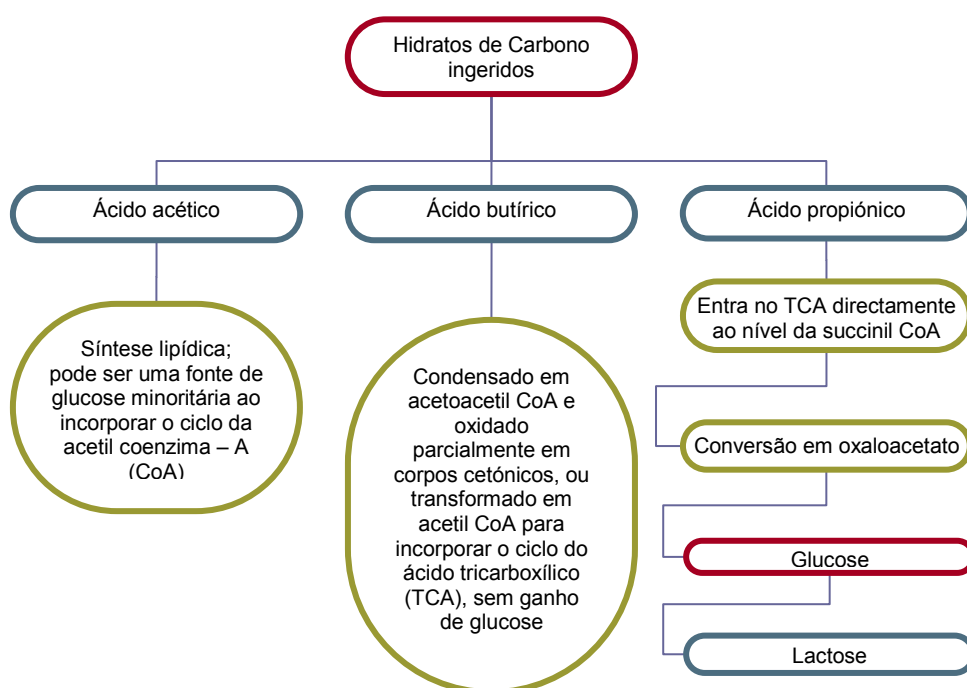 Hidratos de Carbono
ingeridos
Ácido acético
Ácido butírico
Ácido propiónico
Síntese lipídica;
pode ser uma fonte de
glucose minoritária ao
incorporar o ciclo da
acetil coenzima – A
(CoA)
Condensado em
acetoacetil CoA e
oxidado
parcialmente em
corpos cetónicos, ou
transformado em
acetil CoA para
incorporar o ciclo do
ácido tricarboxílico
(TCA), sem ganho
de glucose
Entra no TCA directamente
ao nível da succinil CoA
Conversão em oxaloacetato
Glucose
Lactose